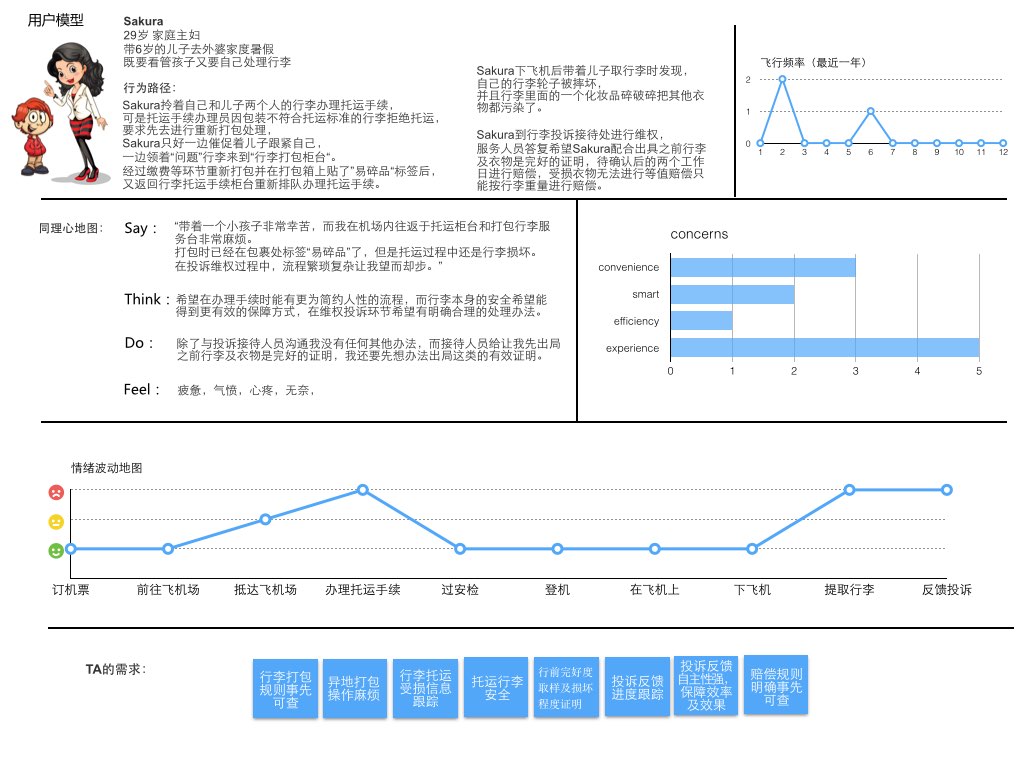 用户模型
Sakura
29岁 家庭主妇
带6岁的儿子去外婆家度暑假
既要看管孩子又要自己处理行李
行为路径：
Sakura拎着自己和儿子两个人的行李办理托运手续，
可是托运手续办理员因包装不符合托运标准的行李拒绝托运，
要求先去进行重新打包处理，
Sakura只好一边催促着儿子跟紧自己，
一边领着“问题”行李来到“行李打包柜台“。
经过缴费等环节重新打包并在打包箱上贴了”易碎品“标签后，
又返回行李托运手续柜台重新排队办理托运手续。
Sakura下飞机后带着儿子取行李时发现，
自己的行李轮子被摔坏，
并且行李里面的一个化妆品碎破碎把其他衣
物都污染了。
Sakura到行李投诉接待处进行维权，
服务人员答复希望Sakura配合出具之前行李
及衣物是完好的证明，待确认后的两个工作
日进行赔偿，受损衣物无法进行等值赔偿只
能按行李重量进行赔偿。
飞行频率（最近一年）
2
1
0
1 2 3 4 5 6 7 8 9 10 11 12
同理心地图：
Say：
“带着一个小孩子非常幸苦，而我在机场内往返于托运柜台和打包行李服
务台非常麻烦。
打包时已经在包裹处标签“易碎品”了，但是托运过程中还是行李损坏。
在投诉维权过程中，流程繁琐复杂让我望而却步。”
Think：
希望在办理手续时能有更为简约人性的流程，而行李本身的安全希望能
得到更有效的保障方式，在维权投诉环节希望有明确合理的处理办法。
Do：
除了与投诉接待人员沟通我没有任何其他办法，而接待人员给让我先出局
之前行李及衣物是完好的证明，我还要先想办法出局这类的有效证明。
Feel：
疲惫，气愤，心疼，无奈，
concerns
convenience
smart
efficiency
experience
0 1 2 3 4 5
情绪波动地图
订机票 前往飞机场 抵达飞机场 办理托运手续 过安检 登机 在飞机上 下飞机 提取行李 反馈投诉
TA的需求：
行李打包
规则事先
可查
异地打包
操作麻烦
行李托运
受损信息
跟踪
托运行李
安全
行前完好度
取样及损坏
程度证明
投诉反馈
进度跟踪
投诉反馈
自主性强，
保障效率
及效果
赔偿规则
明确事先
可查